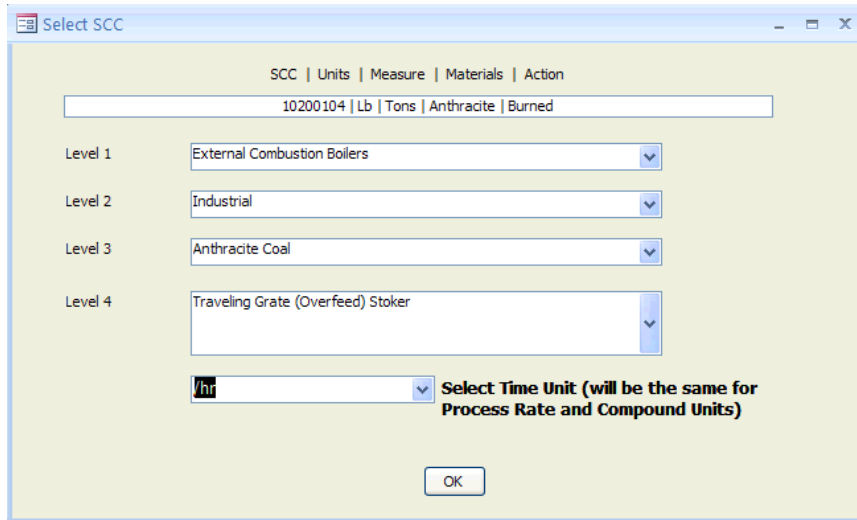 Select SCC
SCC | Units | Measure | Materials | Action
10200104 | Lb | Tons | Anthracite | Burned
Level 1
External Combustion Boilers
Level 2
Industrial
Level 3
Anthracite Coal
Level 4
Traveling Grate (Overfeed) Stoker
/hr
Select Time Unit (will be the same for
Process Rate and Compound Units)
OK